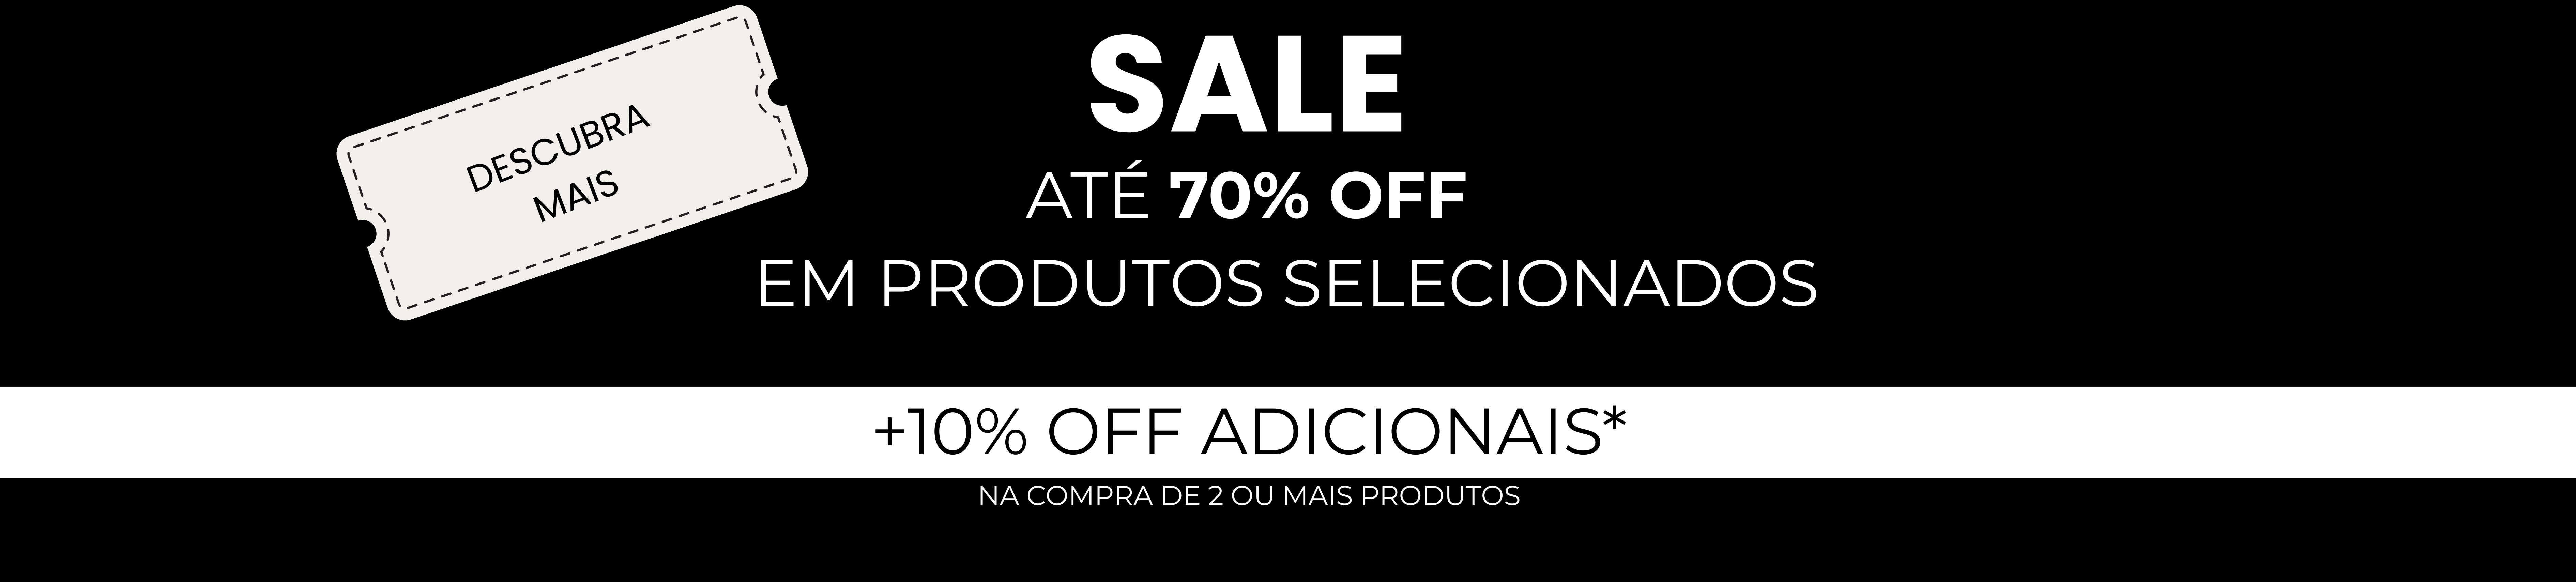 DESCUBRA
MAIS
SALE
ATÉ 70% OFF
EM PRODUTOS SELECIONADOS
+10% OFF ADICIONAIS*
NA COMPRA DE 2 OU MAIS PRODUTOS